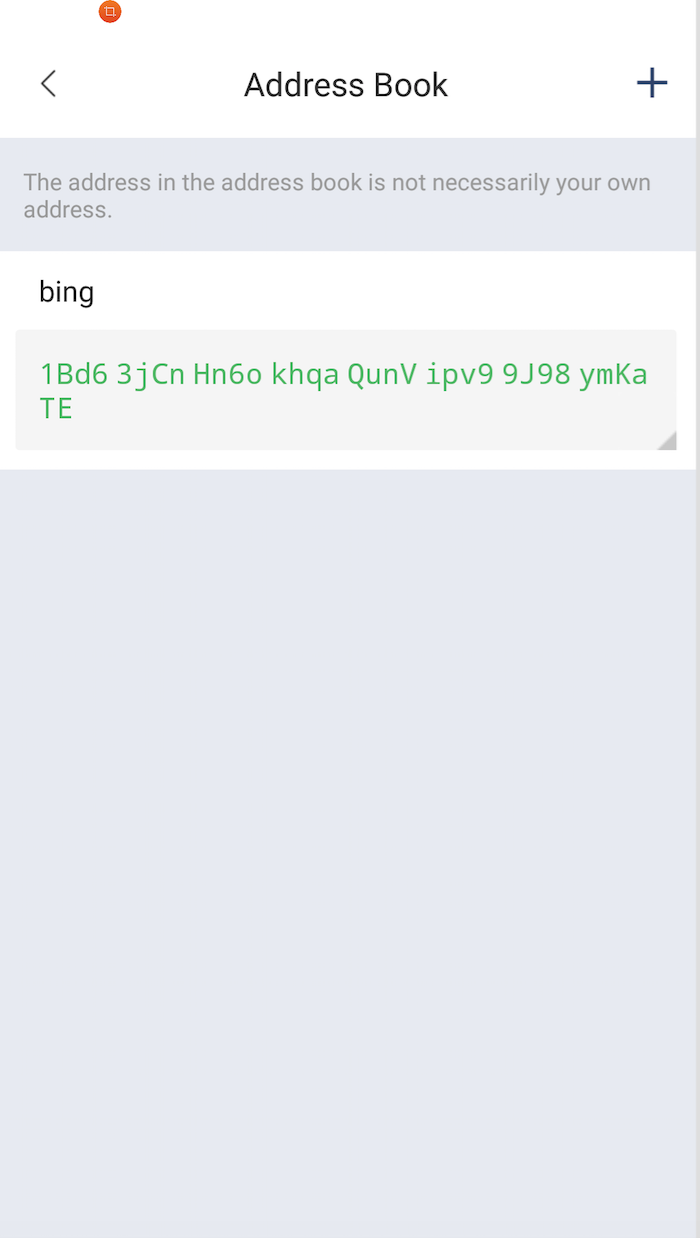 Address Book
The address in the address book is not necessarily your own
address.
bing
1Bd6 3jCn Hn6o khqa QunV ipv9 9J98 ymKa
TE